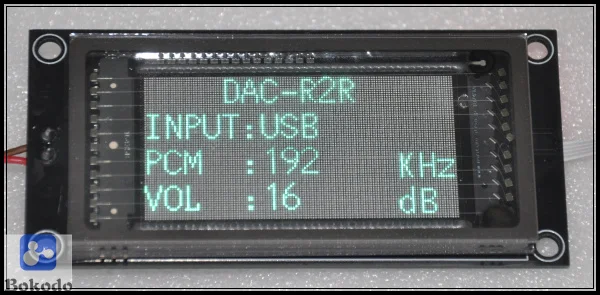 DAC-R2R
INPUT:USB
PCM :192 KHz
VOL :16 dB
Bokodo